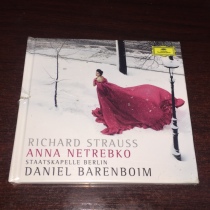 RICHARD STRAUSS
ANNA NETREBKO
STAATSKAPELLE BERLIN
DANIEL BARENBOIM